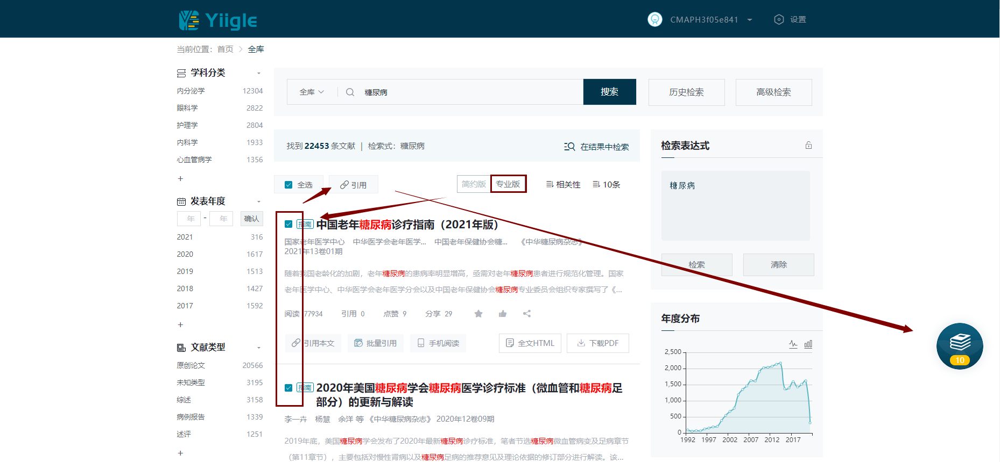 Yiigle
CMAPH3f05e841
设置
当前位置：首页 > 全库
学科分类
内分泌学 12304
眼科学 2822
护理学 2804
内科学 1933
心血管病学 1356
+
发表年度
年 - 年 确认
2021 316
2020 1617
2019 1513
2018 1427
2017 1592
+
文献类型
原创论文 20566
未知类型 3195
综述 3158
病例报告 1339
述评 1251
+
全库 糖尿病 搜索 历史检索 高级检索
找到 22453 条文献 | 检索式：糖尿病 在结果中检索
全选 引用 简约版 专业版 相关性 10条
指南 中国老年糖尿病诊疗指南（2021年版）
国家老年医学中心 中华医学会老年医学... 中国老年保健协会糖... 《中华糖尿病杂志》
2021年13卷01期
随着我国老龄化的加剧，老年糖尿病的患病率明显增高，亟需对老年糖尿病患者进行规范化管理。国家
老年医学中心、中华医学会老年医学分会以及中国老年保健协会糖尿病专业委员会组织专家撰写了《...
阅读 77934 引用 0 点赞 9 分享 29
引用本文 批量引用 手机阅读 全文HTML 下载PDF
指南 2020年美国糖尿病学会糖尿病医学诊疗标准（微血管和糖尿病足
部分）的更新与解读
李一卉 杨慧 余洋 等 《中华糖尿病杂志》 2020年12卷09期
2019年底，美国糖尿病学会发布了2020年最新糖尿病诊疗标准，笔者节选糖尿病微血管病变及足病章节
（第11章节），主要包括对慢性肾病以及糖尿病足病的推荐意见及理论依据的修订部分进行解读。该...
检索表达式
糖尿病
检索 清除
年度分布
2,500
2,000
1,500
1,000
500
0
1992 1997 2002 2007 2012 2017
10